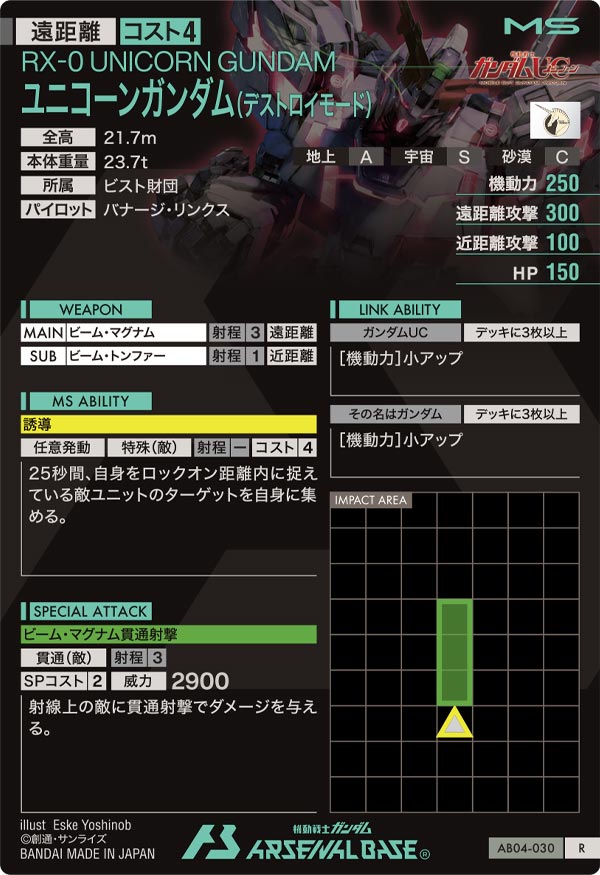 遠距離 コスト4 MS
RX-0 UNICORN GUNDAM
機動戦士
ガンダムUC
ユニコーンガンダム(デストロイモード)
全高 21.7m
本体重量 23.7t
所属 ビスト財団
パイロット バナージ・リンクス
地上 A 宇宙 S 砂漠 C
機動力 250
遠距離攻撃 300
近距離攻撃 100
HP 150
WEAPON
MAIN ビーム・マグナム 射程 3 遠距離
SUB ビーム・トンファー 射程 1 近距離
MS ABILITY
誘導
任意発動 特殊(敵) 射程 — コスト 4
25秒間、自身をロックオン距離内に捉え
ている敵ユニットのターゲットを自身に集
める。
SPECIAL ATTACK
ビーム・マグナム貫通射撃
貫通(敵) 射程 3
SPコスト 2 威力 2900
射線上の敵に貫通射撃でダメージを与え
る。
LINK ABILITY
ガンダムUC デッキに3枚以上
[機動力]小アップ
その名はガンダム デッキに3枚以上
[機動力]小アップ
IMPACT AREA
illust Eske Yoshinob
©創通・サンライズ
BANDAI MADE IN JAPAN
機動戦士ガンダム
AB ARSENAL BASE®
AB04-030 R